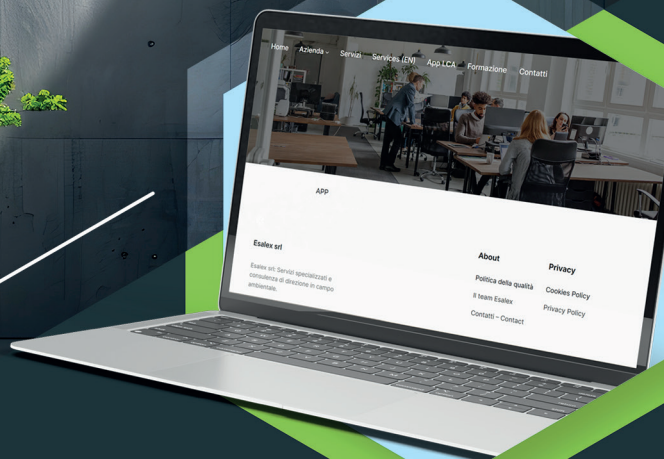 Home Azienda Servizi Services (EN) App LCA Formazione Contatti
APP
Esalex srl
Esalex srl: Servizi specializzati e
consulenza di direzione in campo
ambientale.
About
Politica della qualità
Il team Esalex
Contatti – Contact
Privacy
Cookies Policy
Privacy Policy